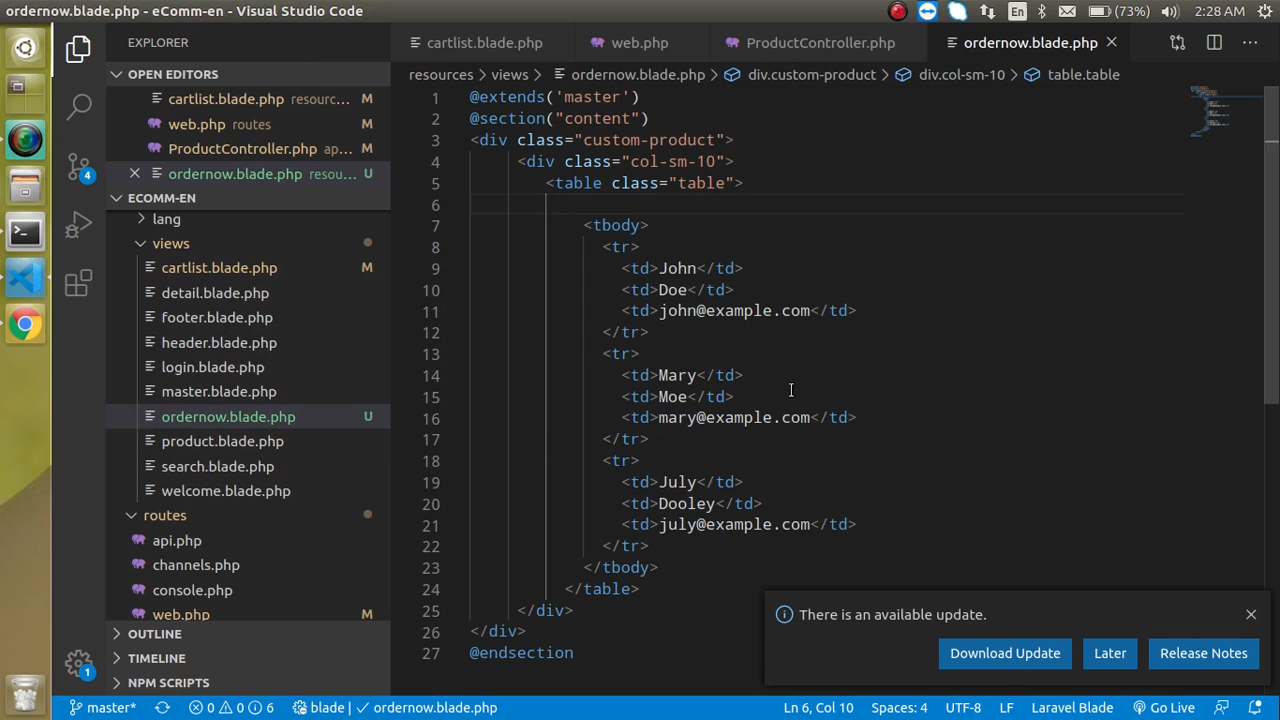 ordernow.blade.php - eComm-en - Visual Studio Code
En
(73%)
2:28 AM
EXPLORER
OPEN EDITORS
cartlist.blade.php resourc... M
web.php routes M
ProductController.php ap... M
ordernow.blade.php resou... U
ECOMM-EN
lang
views
cartlist.blade.php M
detail.blade.php
footer.blade.php
header.blade.php
login.blade.php
master.blade.php
ordernow.blade.php U
product.blade.php
search.blade.php
welcome.blade.php
routes
api.php
channels.php
console.php
web.php M
OUTLINE
TIMELINE
NPM SCRIPTS
4
1
cartlist.blade.php
web.php
ProductController.php
ordernow.blade.php
resources > views > ordernow.blade.php > div.custom-product > div.col-sm-10 > table.table
1 @extends('master')
2 @section("content")
3 <div class="custom-product">
4 <div class="col-sm-10">
5 <table class="table">
6
7 <tbody>
8 <tr>
9 <td>John</td>
10 <td>Doe</td>
11 <td>john@example.com</td>
12 </tr>
13 <tr>
14 <td>Mary</td>
15 <td>Moe</td>
16 <td>mary@example.com</td>
17 </tr>
18 <tr>
19 <td>July</td>
20 <td>Dooley</td>
21 <td>july@example.com</td>
22 </tr>
23 </tbody>
24 </table>
25 </div>
26 </div>
27 @endsection
There is an available update.
Download Update
Later
Release Notes
master* 0 0 6 blade | ordernow.blade.php Ln 6, Col 10 Spaces: 4 UTF-8 LF Laravel Blade Go Live